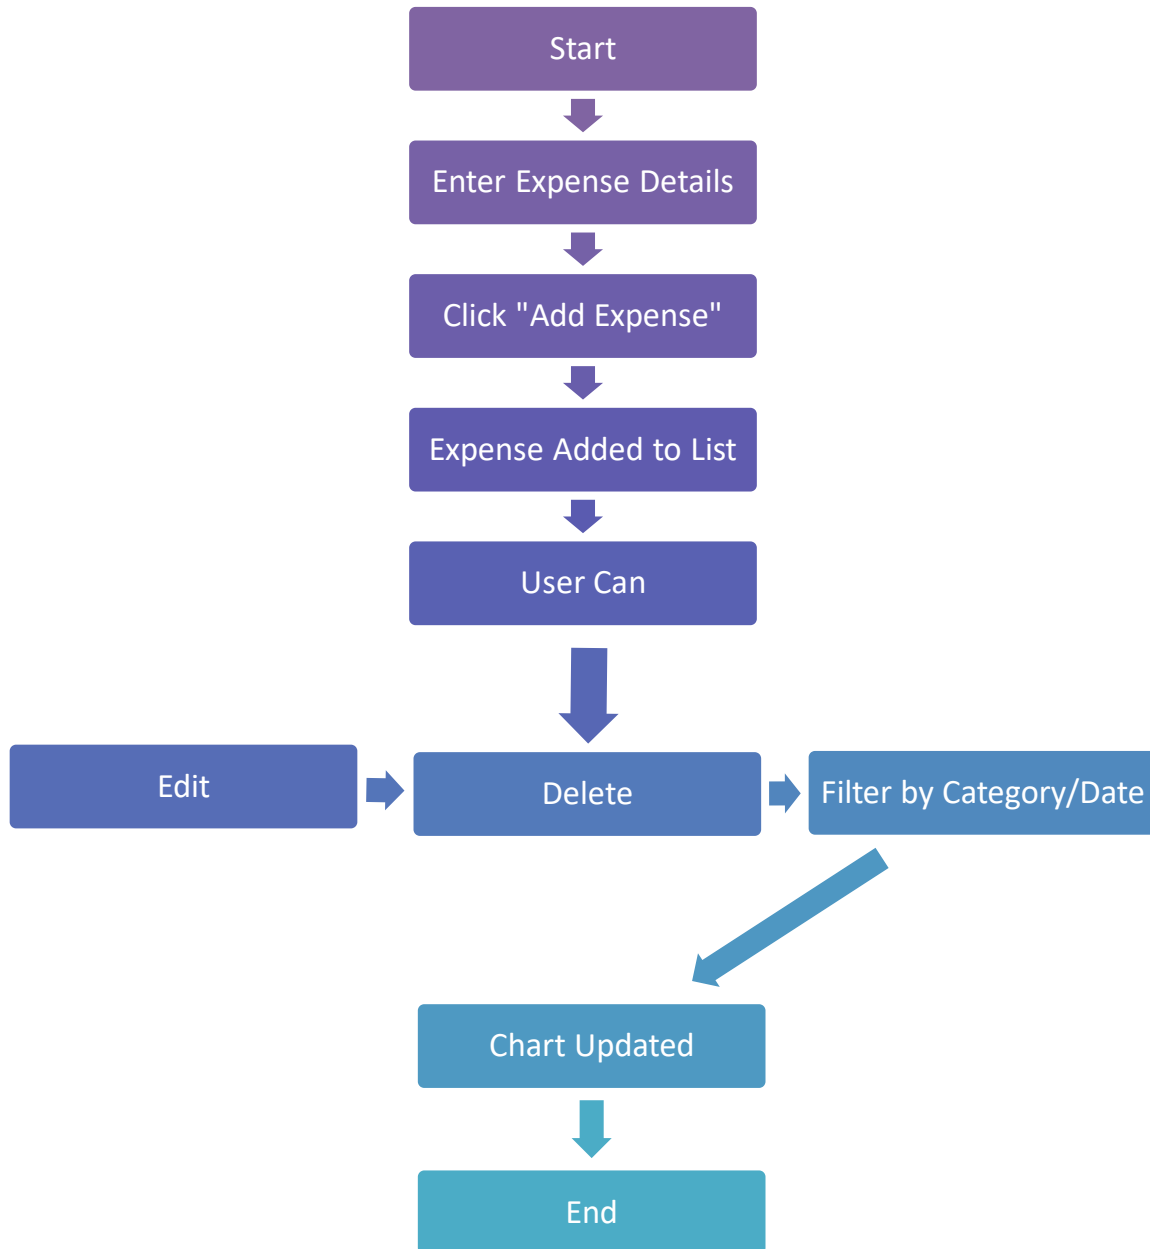 Start
Enter Expense Details
Click "Add Expense"
Expense Added to List
User Can
Edit
Delete
Filter by Category/Date
Chart Updated
End